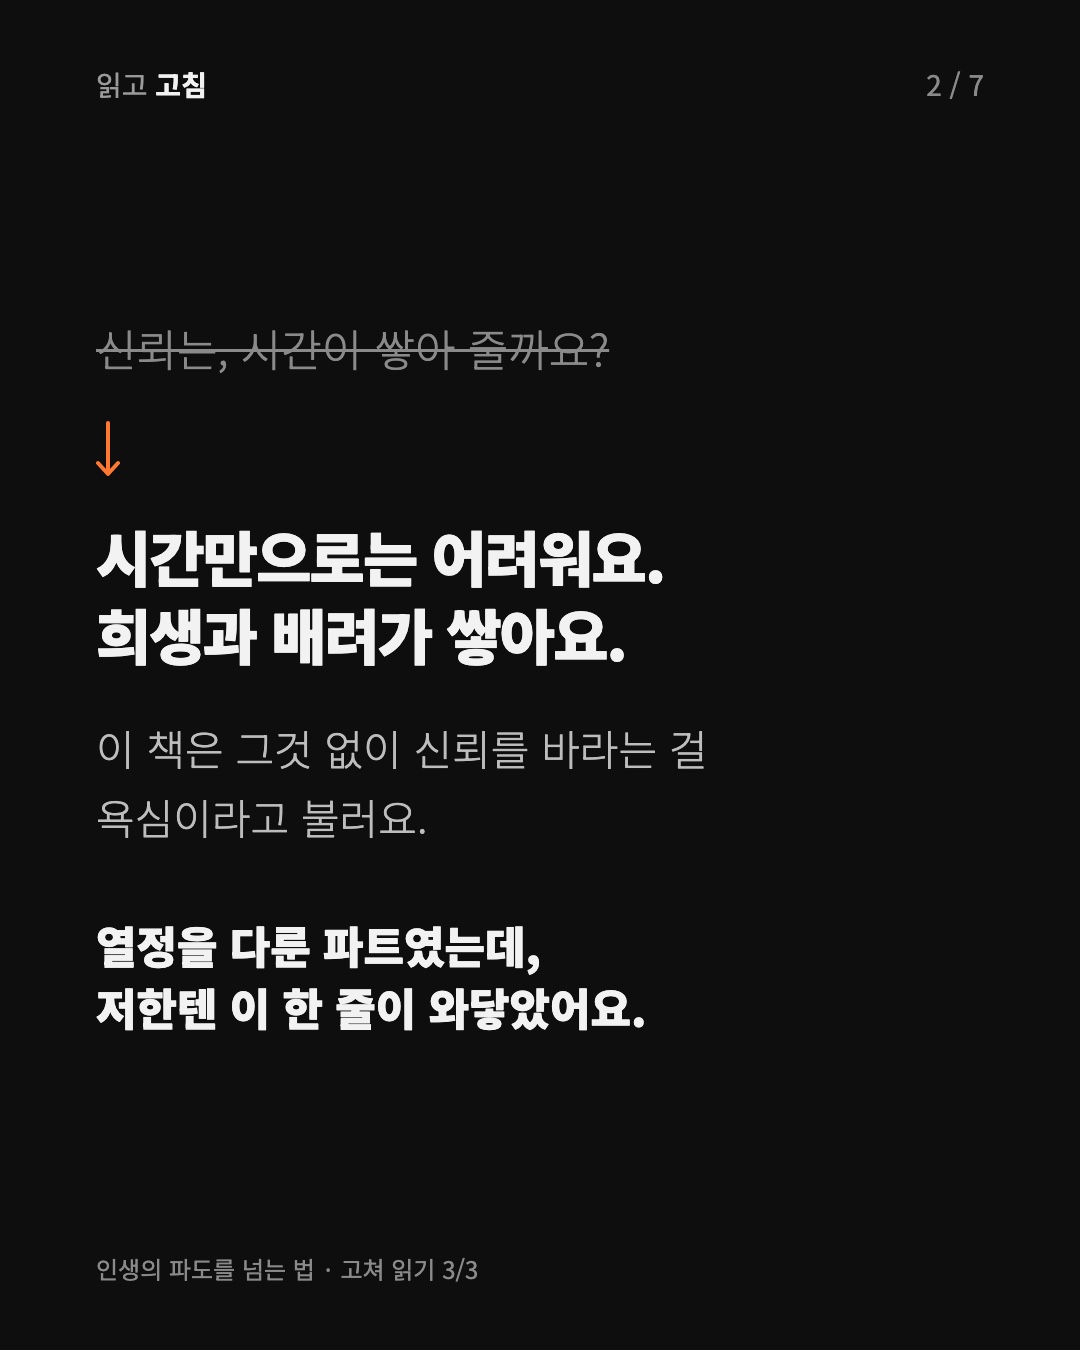 읽고 고침
2 / 7
신뢰는, 시간이 쌓아 줄까요?
시간만으로는 어려워요.
희생과 배려가 쌓아요.
이 책은 그것 없이 신뢰를 바라는 걸
욕심이라고 불러요.
열정을 다룬 파트였는데,
저한텐 이 한 줄이 와닿았어요.
인생의 파도를 넘는 법 · 고쳐 읽기 3/3